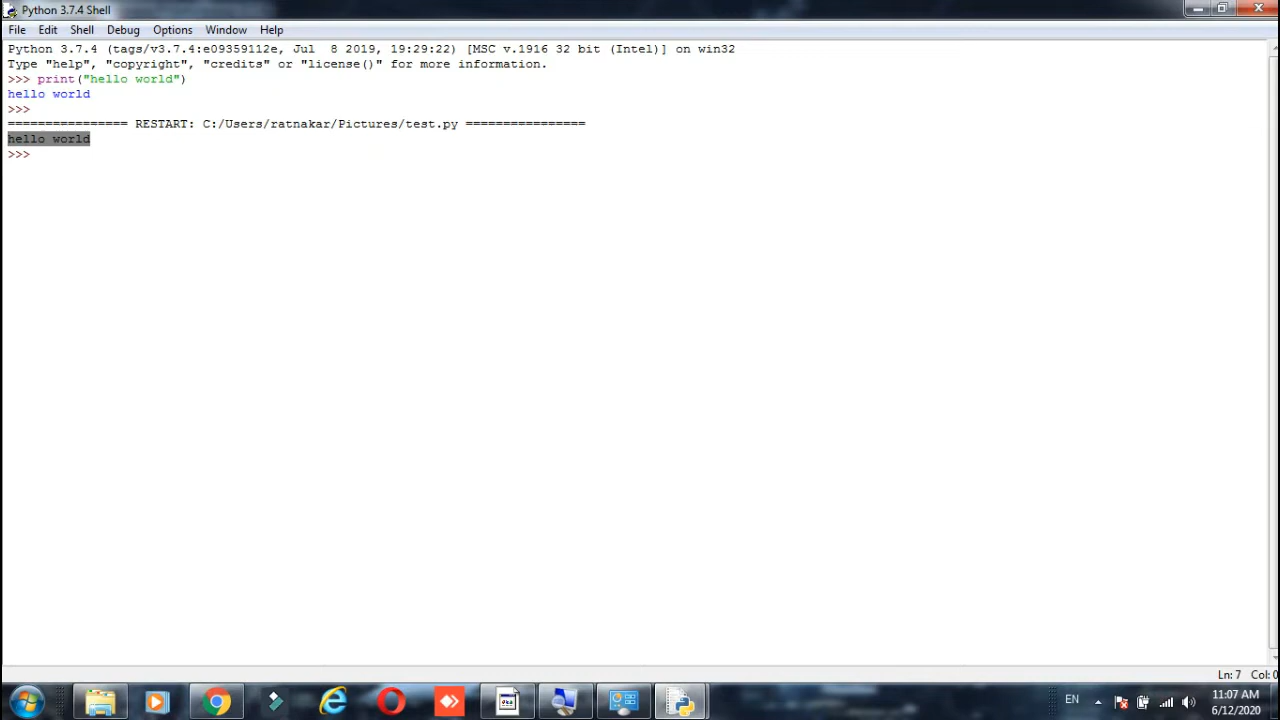 Python 3.7.4 Shell
File Edit Shell Debug Options Window Help
Python 3.7.4 (tags/v3.7.4:e09359112e, Jul  8 2019, 19:29:22) [MSC v.1916 32 bit (Intel)] on win32
Type "help", "copyright", "credits" or "license()" for more information.
>>> print("hello world")
hello world
>>>
================ RESTART: C:/Users/ratnakar/Pictures/test.py ================
hello world
>>>
Ln: 7 Col: 0
EN 11:07 AM
6/12/2020